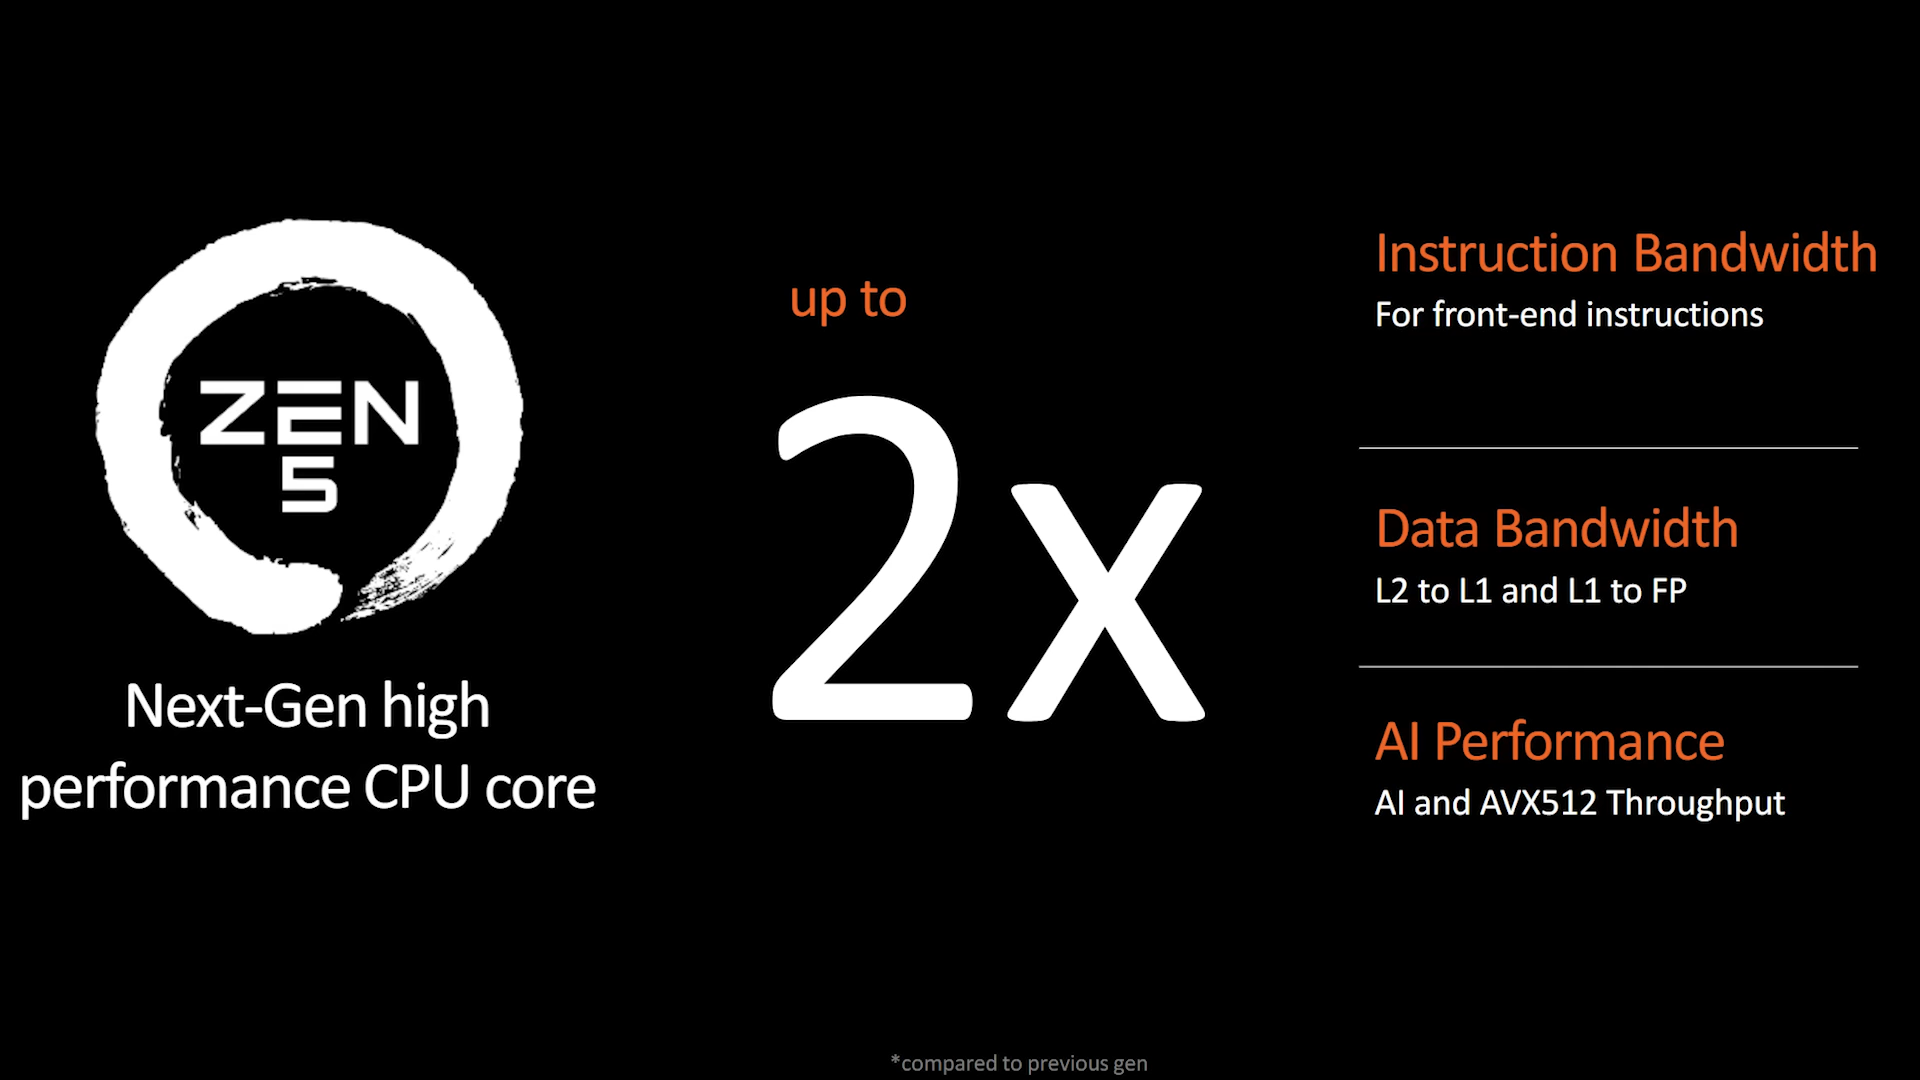 ZEN
5
Next-Gen high
performance CPU core
up to
2x
Instruction Bandwidth
For front-end instructions
Data Bandwidth
L2 to L1 and L1 to FP
AI Performance
AI and AVX512 Throughput
*compared to previous gen